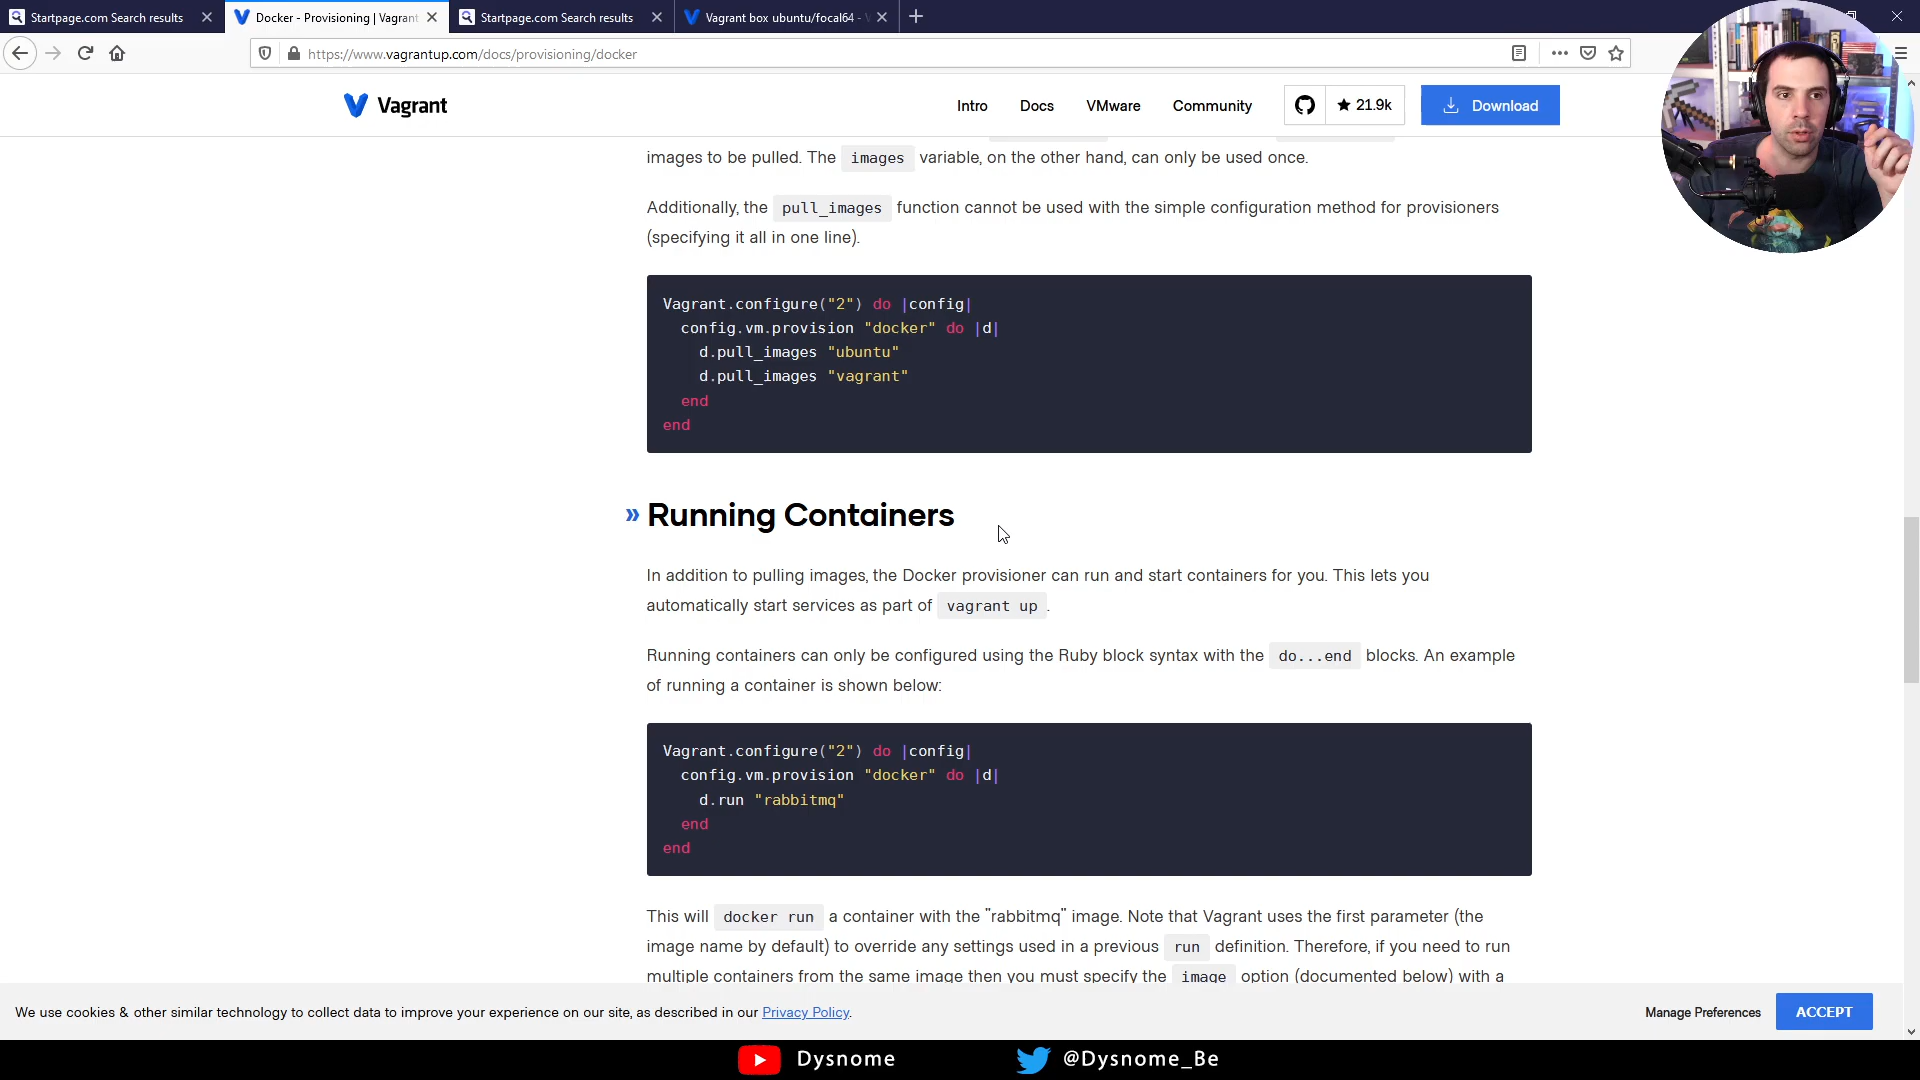 Startpage.com Search results
Docker - Provisioning | Vagrant
Startpage.com Search results
Vagrant box ubuntu/focal64 -
https://www.vagrantup.com/docs/provisioning/docker
Vagrant
Intro
Docs
VMware
Community
21.9k
Download
images to be pulled. The images variable, on the other hand, can only be used once.
Additionally, the pull_images function cannot be used with the simple configuration method for provisioners
(specifying it all in one line).
Vagrant.configure("2") do |config|
config.vm.provision "docker" do |d|
d.pull_images "ubuntu"
d.pull_images "vagrant"
end
end
» Running Containers
In addition to pulling images, the Docker provisioner can run and start containers for you. This lets you
automatically start services as part of vagrant up.
Running containers can only be configured using the Ruby block syntax with the do...end blocks. An example
of running a container is shown below:
Vagrant.configure("2") do |config|
config.vm.provision "docker" do |d|
d.run "rabbitmq"
end
end
This will docker run a container with the "rabbitmq" image. Note that Vagrant uses the first parameter (the
image name by default) to override any settings used in a previous run definition. Therefore, if you need to run
multiple containers from the same image then you must specify the image option (documented below) with a
We use cookies & other similar technology to collect data to improve your experience on our site, as described in our Privacy Policy.
Manage Preferences
ACCEPT
Dysnome
@Dysnome_Be